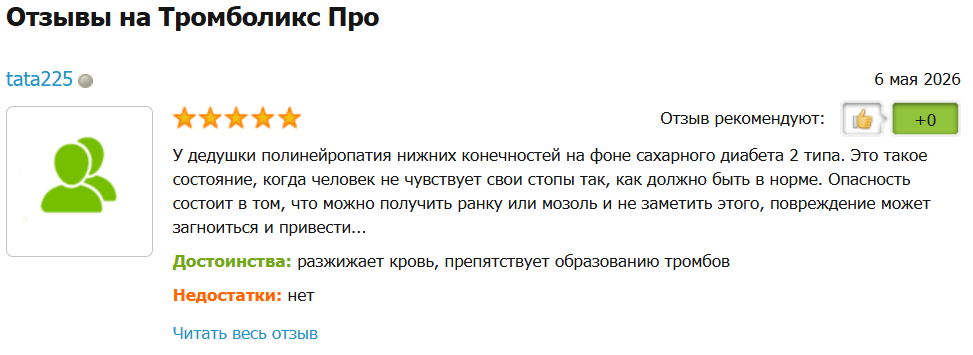 Отзывы на Тромболикс Про
tata225
6 мая 2026
Отзыв рекомендуют:
+0
У дедушки полинейропатия нижних конечностей на фоне сахарного диабета 2 типа. Это такое
состояние, когда человек не чувствует свои стопы так, как должно быть в норме. Опасность
состоит в том, что можно получить ранку или мозоль и не заметить этого, повреждение может
загноиться и привести...
Достоинства: разжижает кровь, препятствует образованию тромбов
Недостатки: нет
Читать весь отзыв